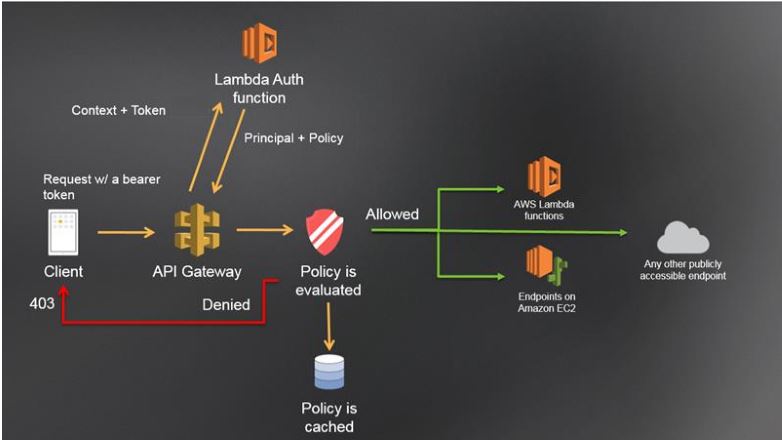 Lambda Auth
function
Context + Token
Principal + Policy
Request w/ a bearer
token
Client
API Gateway
Policy is
evaluated
Allowed
AWS Lambda
functions
Endpoints on
Amazon EC2
Any other publicly
accessible endpoint
403
Denied
Policy is
cached